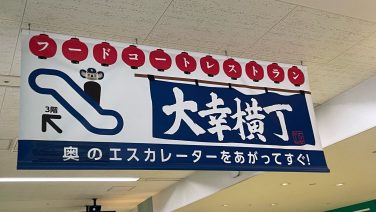 フードコートレストラン
3階
大幸横丁
奥のエスカレーターをあがってすぐ!